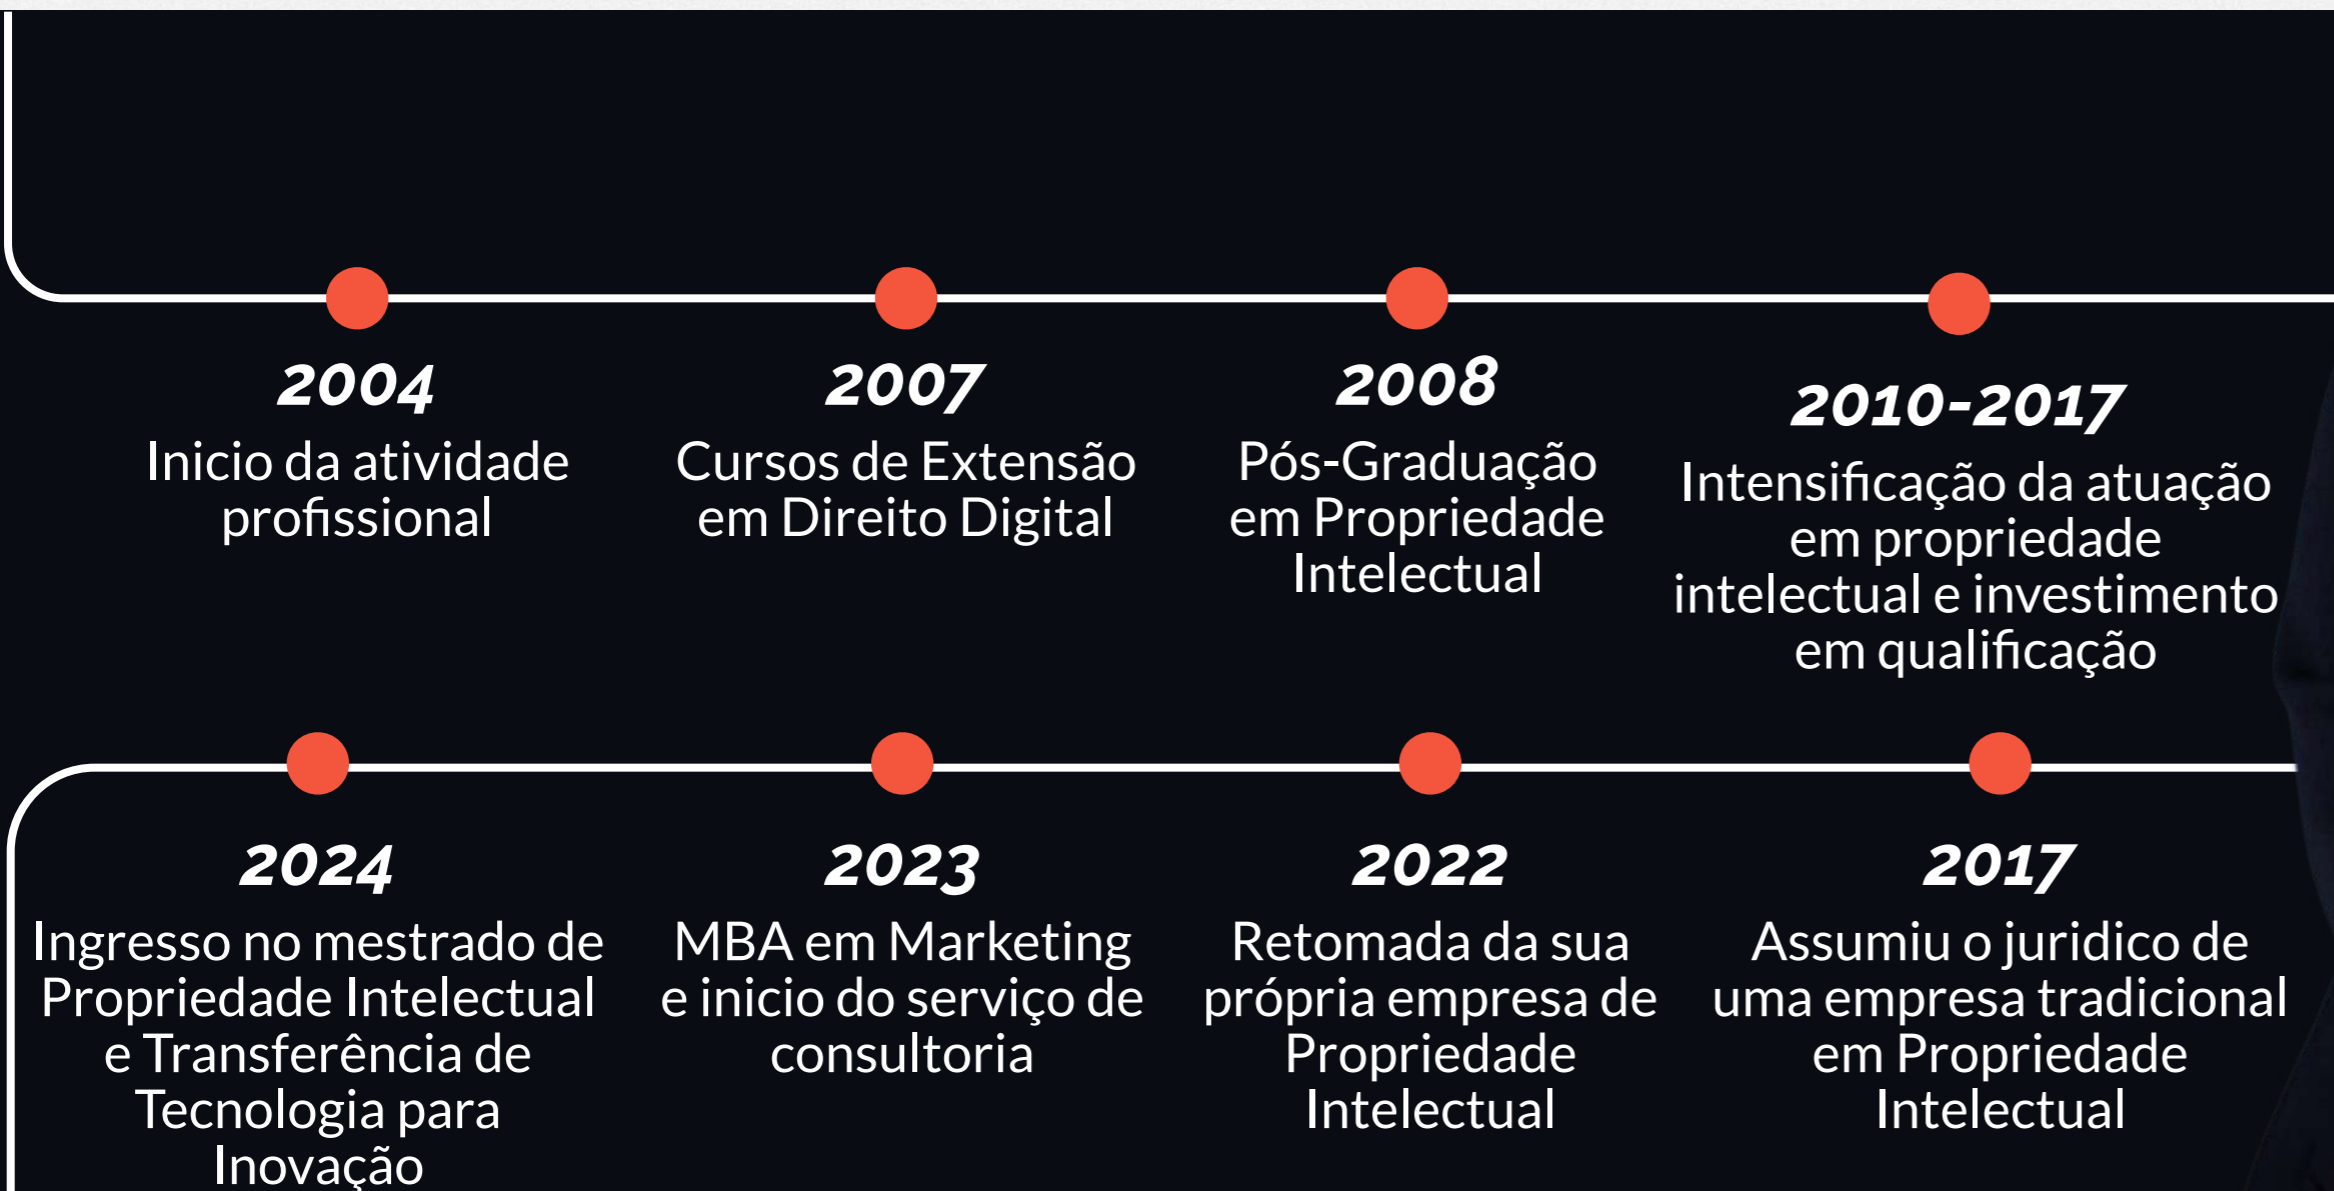 2004
Inicio da atividade
profissional
2007
Cursos de Extensão
em Direito Digital
2008
Pós-Graduação
em Propriedade
Intelectual
2010-2017
Intensificação da atuação
em propriedade
intelectual e investimento
em qualificação
2024
Ingresso no mestrado de
Propriedade Intelectual
e Transferência de
Tecnologia para
Inovação
2023
MBA em Marketing
e inicio do serviço de
consultoria
2022
Retomada da sua
própria empresa de
Propriedade
Intelectual
2017
Assumiu o juridico de
uma empresa tradicional
em Propriedade
Intelectual